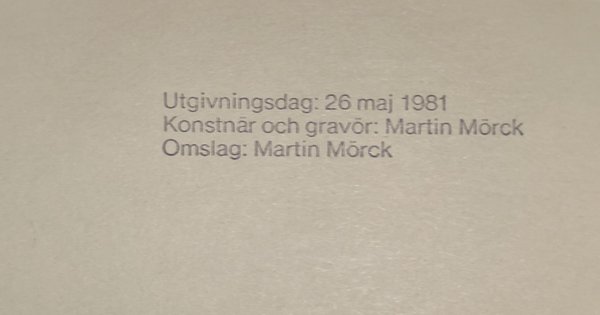 Utgivningsdag: 26 maj 1981
Konstnär och gravör: Martin Mörck
Omslag: Martin Mörck